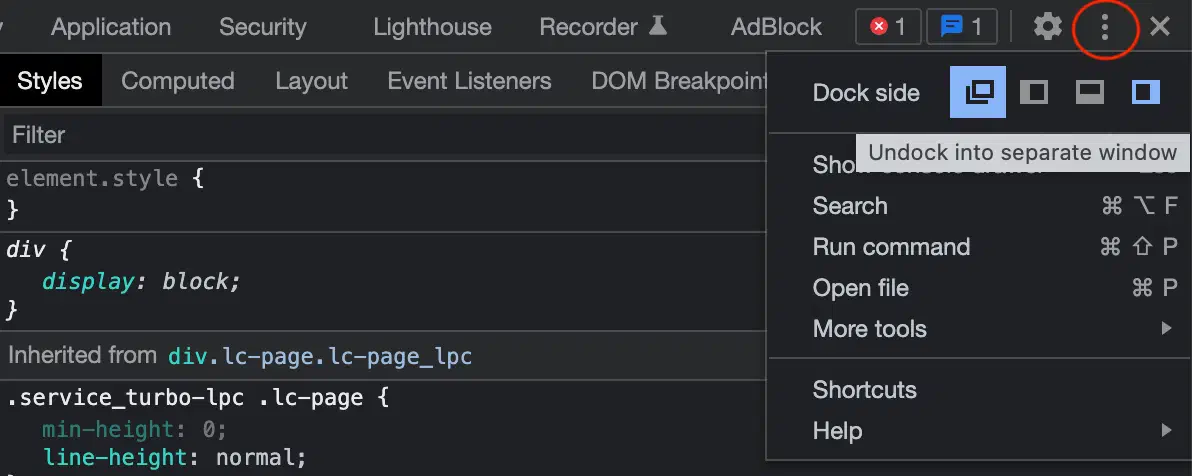 Application Security Lighthouse Recorder AdBlock 1 1
Styles Computed Layout Event Listeners DOM Breakpoint
Dock side
Filter
Undock into separate window
element.style {
}
Search ⌘ ⌥ F
div {
Run command ⌘ ⇧ P
display: block;
Open file ⌘ P
}
More tools
Inherited from div.lc-page.lc-page_lpc
.service_turbo-lpc .lc-page {
Shortcuts
min-height: 0;
Help
line-height: normal;